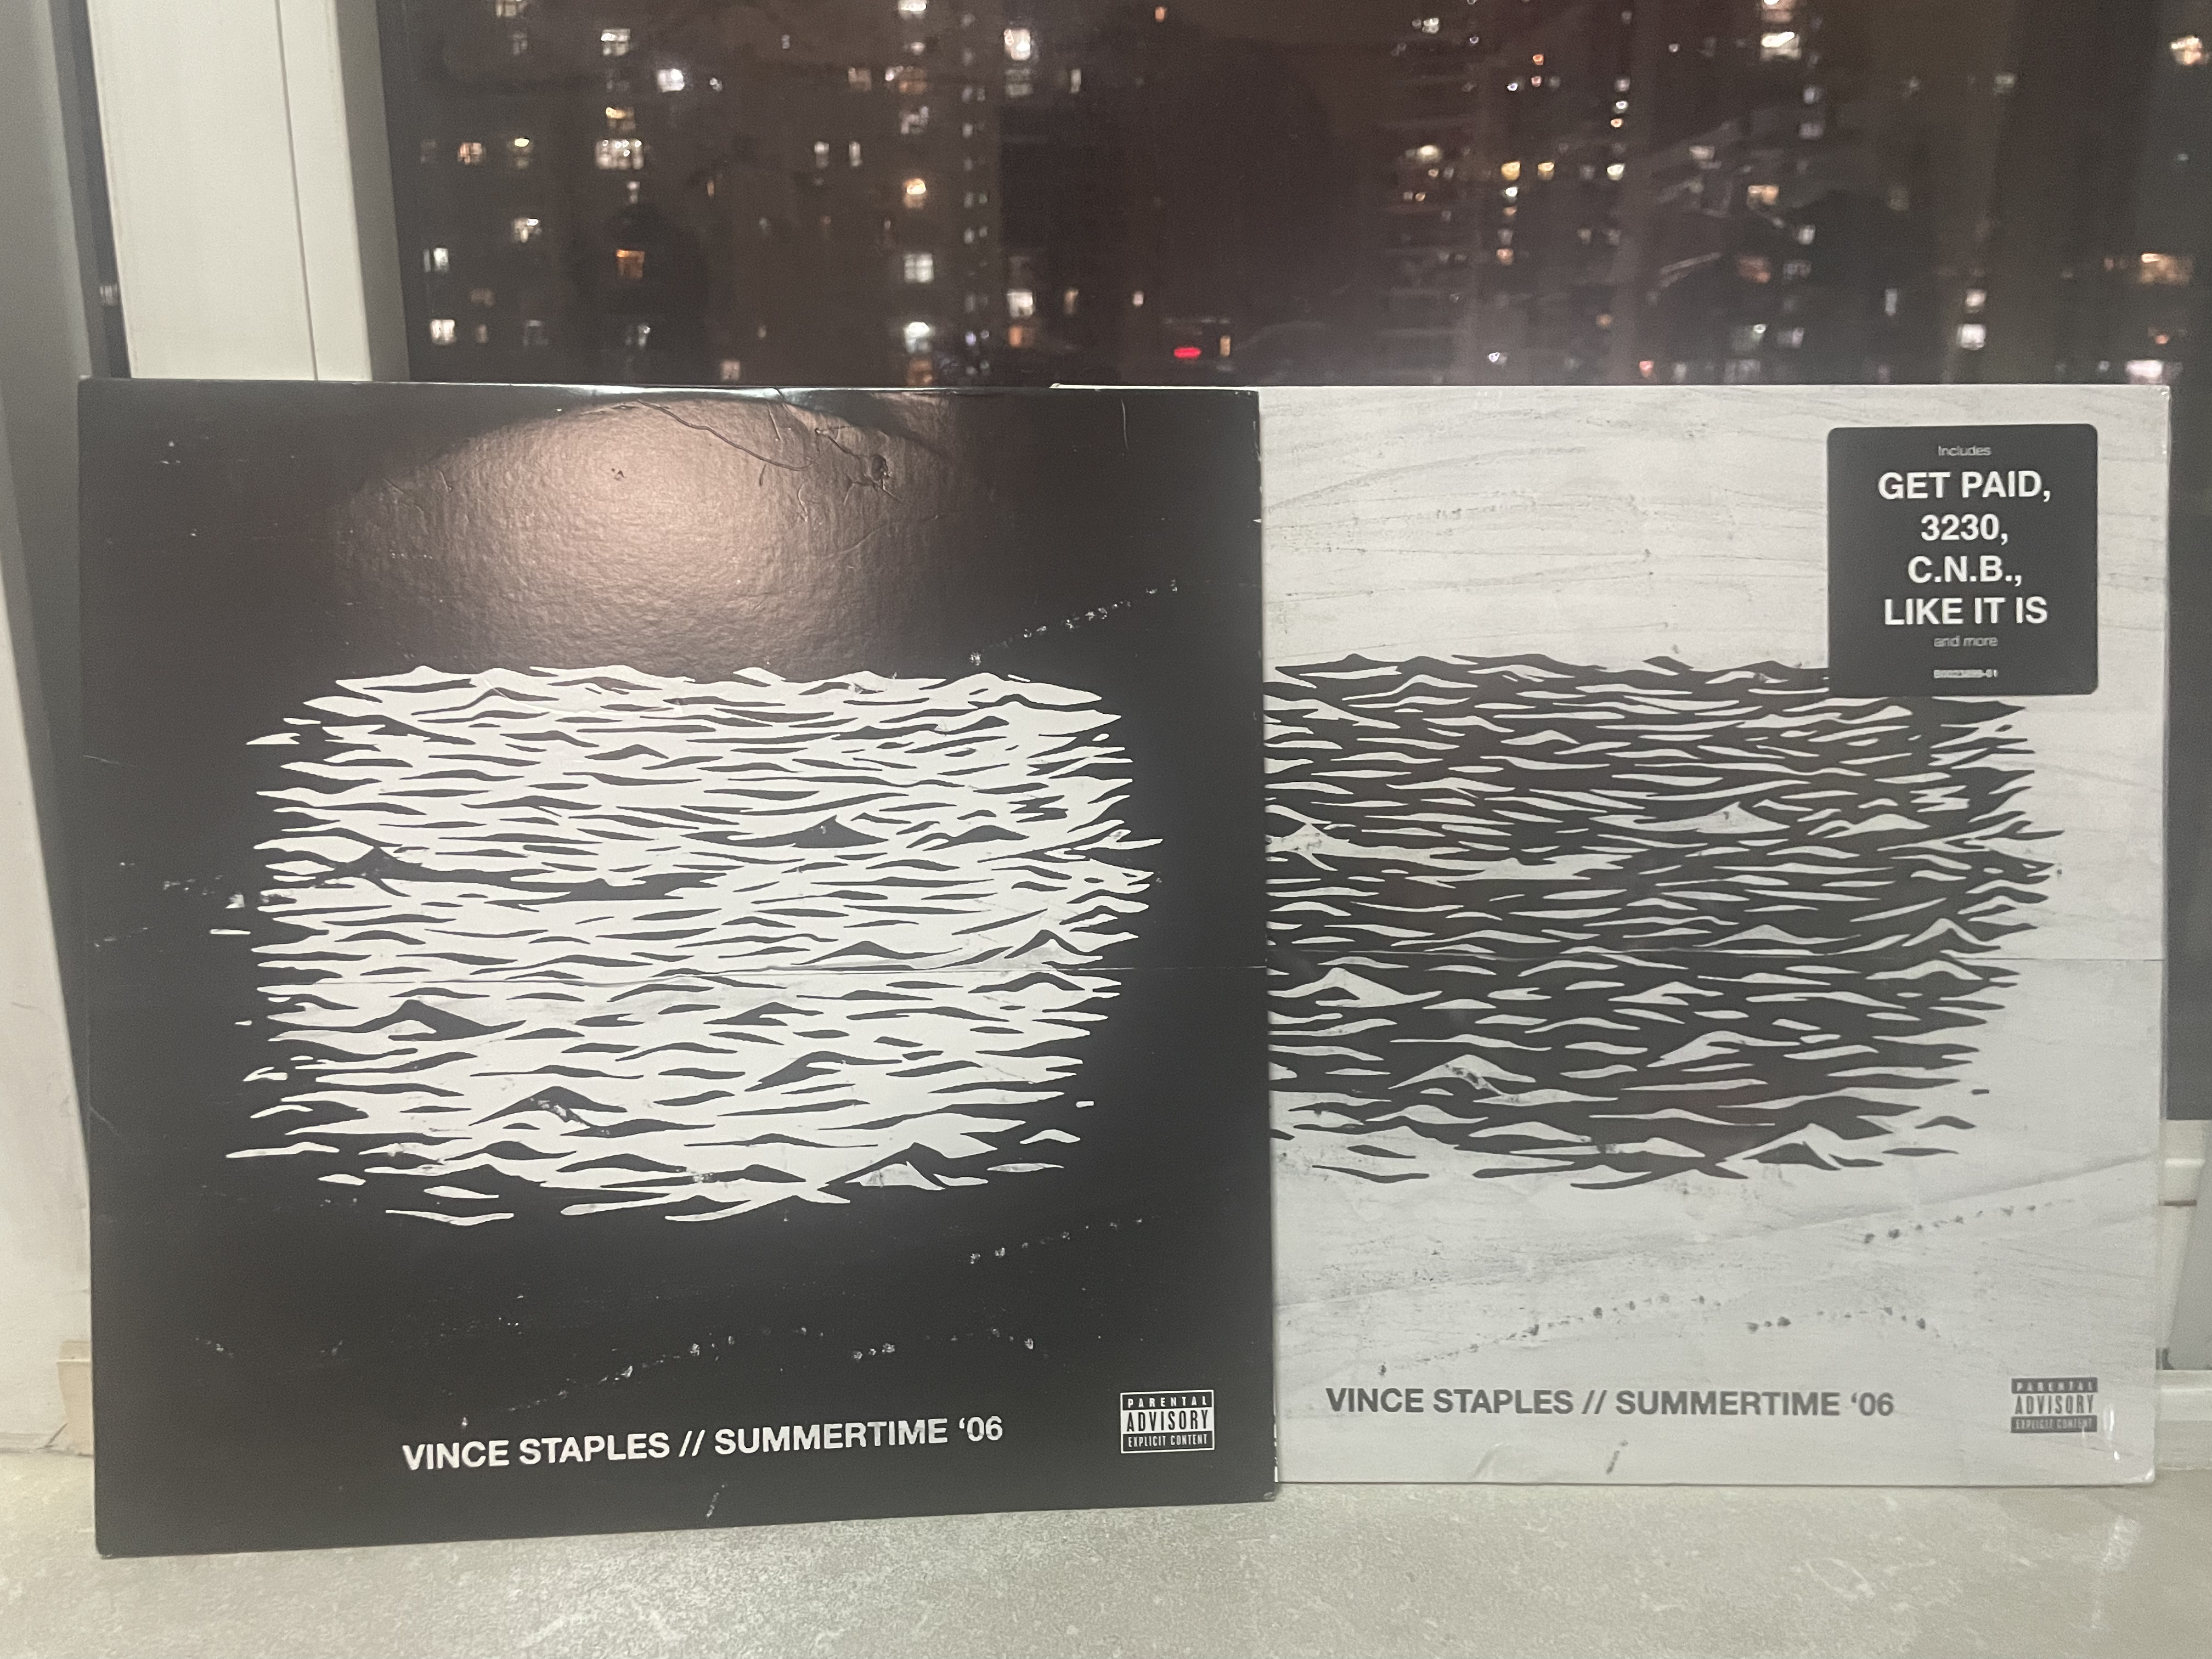 VINCE STAPLES // SUMMERTIME ‘06
PARENTAL
ADVISORY
EXPLICIT CONTENT
Includes
GET PAID,
3230,
C.N.B.,
LIKE IT IS
and more
VINCE STAPLES // SUMMERTIME ‘06
PARENTAL
ADVISORY
EXPLICIT CONTENT